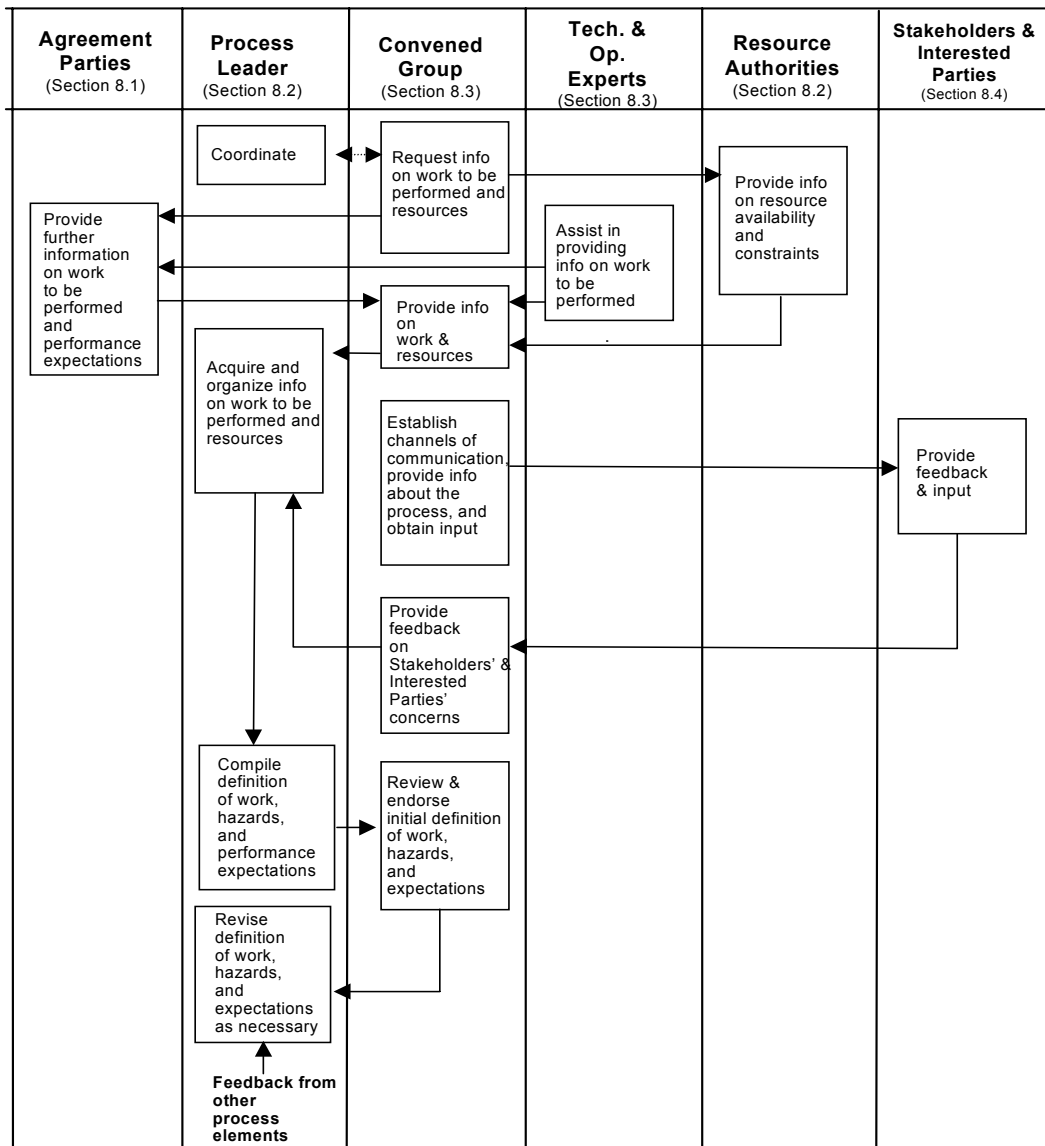 Agreement
Parties
(Section 8.1)
Process
Leader
(Section 8.2)
Convened
Group
(Section 8.3)
Tech. &
Op.
Experts
(Section 8.3)
Resource
Authorities
(Section 8.2)
Stakeholders &
Interested
Parties
(Section 8.4)
Coordinate
Request info
on work to be
performed and
resources
Provide info
on resource
availability
and
constraints
Provide
further
information
on work
to be
performed
and
performance
expectations
Assist in
providing
info on work
to be
performed
Provide info
on
work &
resources
Acquire and
organize info
on work to be
performed and
resources
Establish
channels of
communication,
provide info
about the
process, and
obtain input
Provide
feedback
& input
Provide
feedback
on
Stakeholders' &
Interested
Parties'
concerns
Compile
definition
of work,
hazards,
and
performance
expectations
Review &
endorse
initial definition
of work,
hazards,
and
expectations
Revise
definition
of work,
hazards,
and
expectations
as necessary
Feedback from
other
process
elements